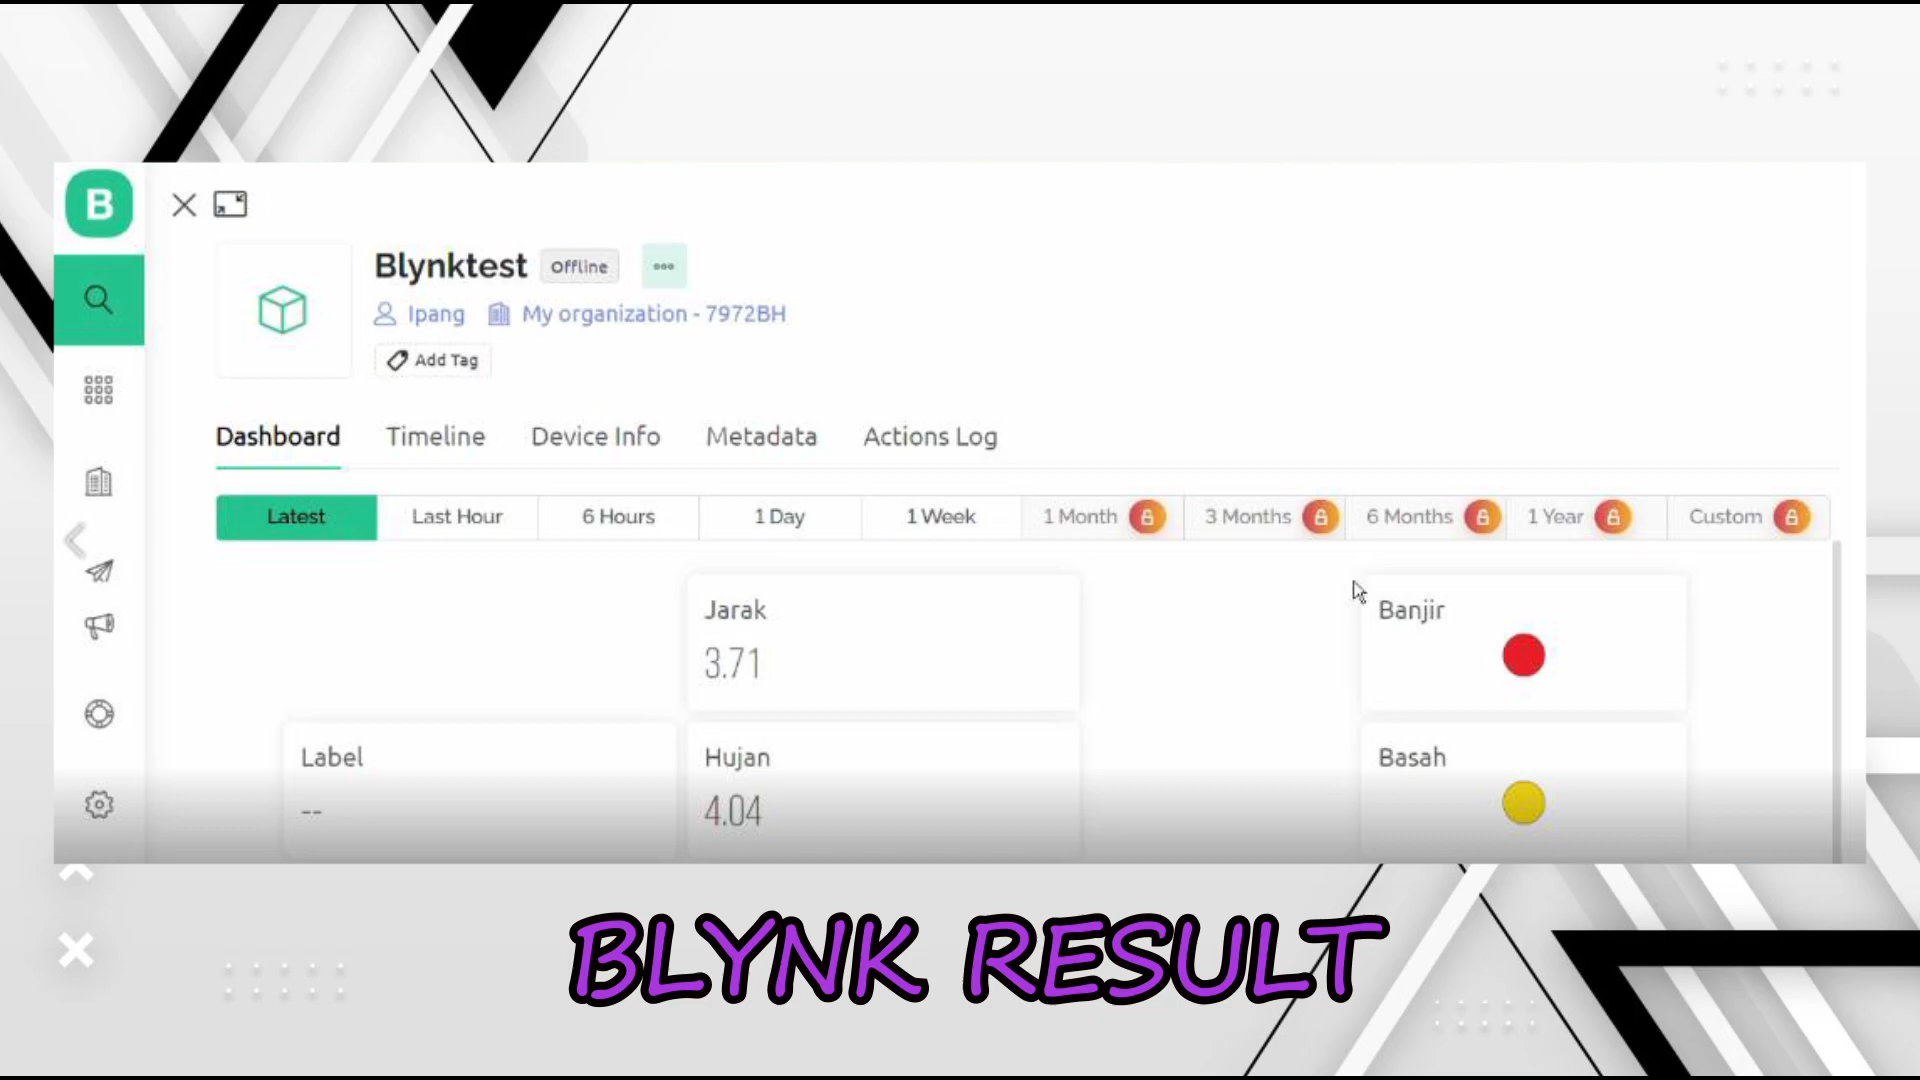 B
Blynktest Offline
Ipang My organization - 7972BH
Add Tag
Dashboard Timeline Device Info Metadata Actions Log
Latest Last Hour 6 Hours 1 Day 1 Week 1 Month 3 Months 6 Months 1 Year Custom
Jarak
3.71
Banjir
Label
--
Hujan
4.04
Basah
BLYNK RESULT